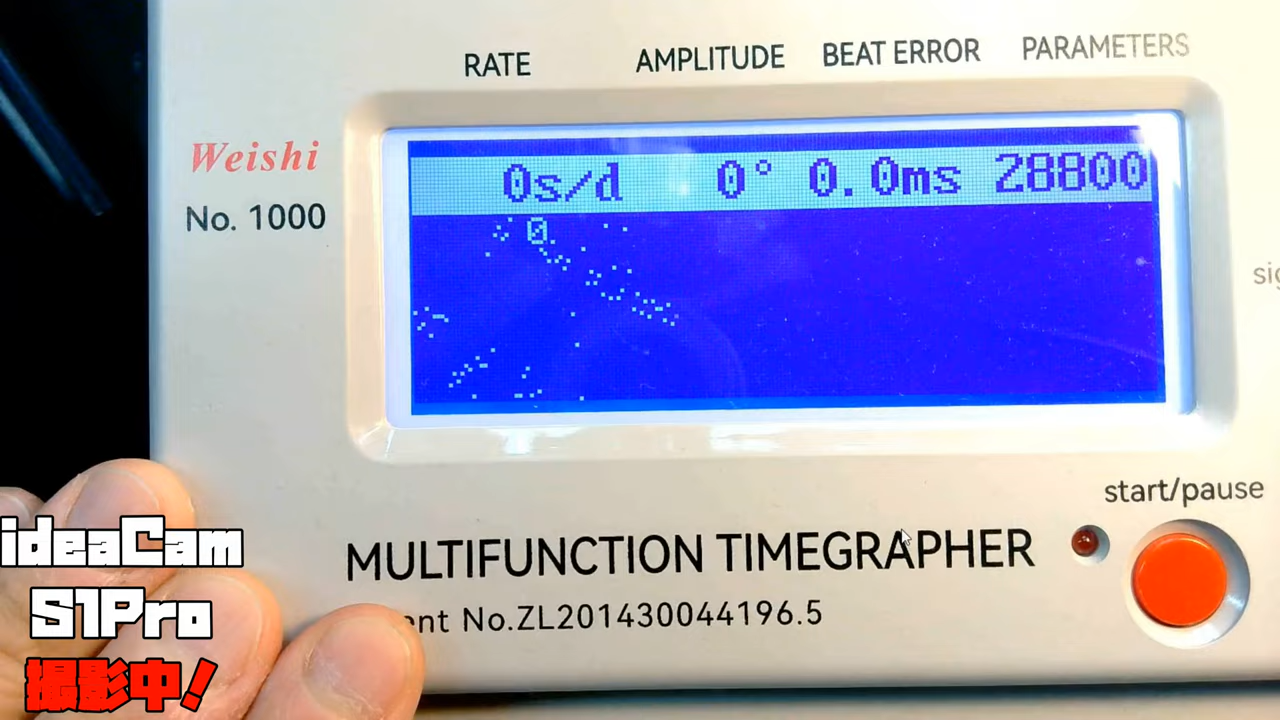 RATE AMPLITUDE BEAT ERROR PARAMETERS
Weishi
No. 1000
0s/d 0° 0.0ms 28800
0
start/pause
MULTIFUNCTION TIMEGRAPHER
No.ZL201430044196.5
ideaCam
S1Pro
撮影中!